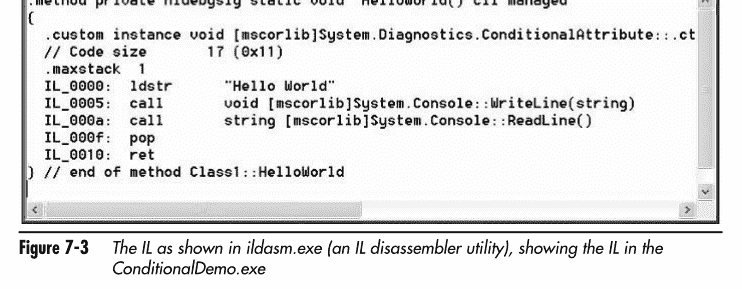 .method private hidebysig static void  HelloWorld() cil managed
{
  .custom instance void [mscorlib]System.Diagnostics.ConditionalAttribute::.ct
  // Code size       17 (0x11)
  .maxstack  1
  IL_0000:  ldstr      "Hello World"
  IL_0005:  call       void [mscorlib]System.Console::WriteLine(string)
  IL_000a:  call       string [mscorlib]System.Console::ReadLine()
  IL_000f:  pop
  IL_0010:  ret
} // end of method Class1::HelloWorld
Figure 7-3 The IL as shown in ildasm.exe (an IL disassembler utility), showing the IL in the
ConditionalDemo.exe